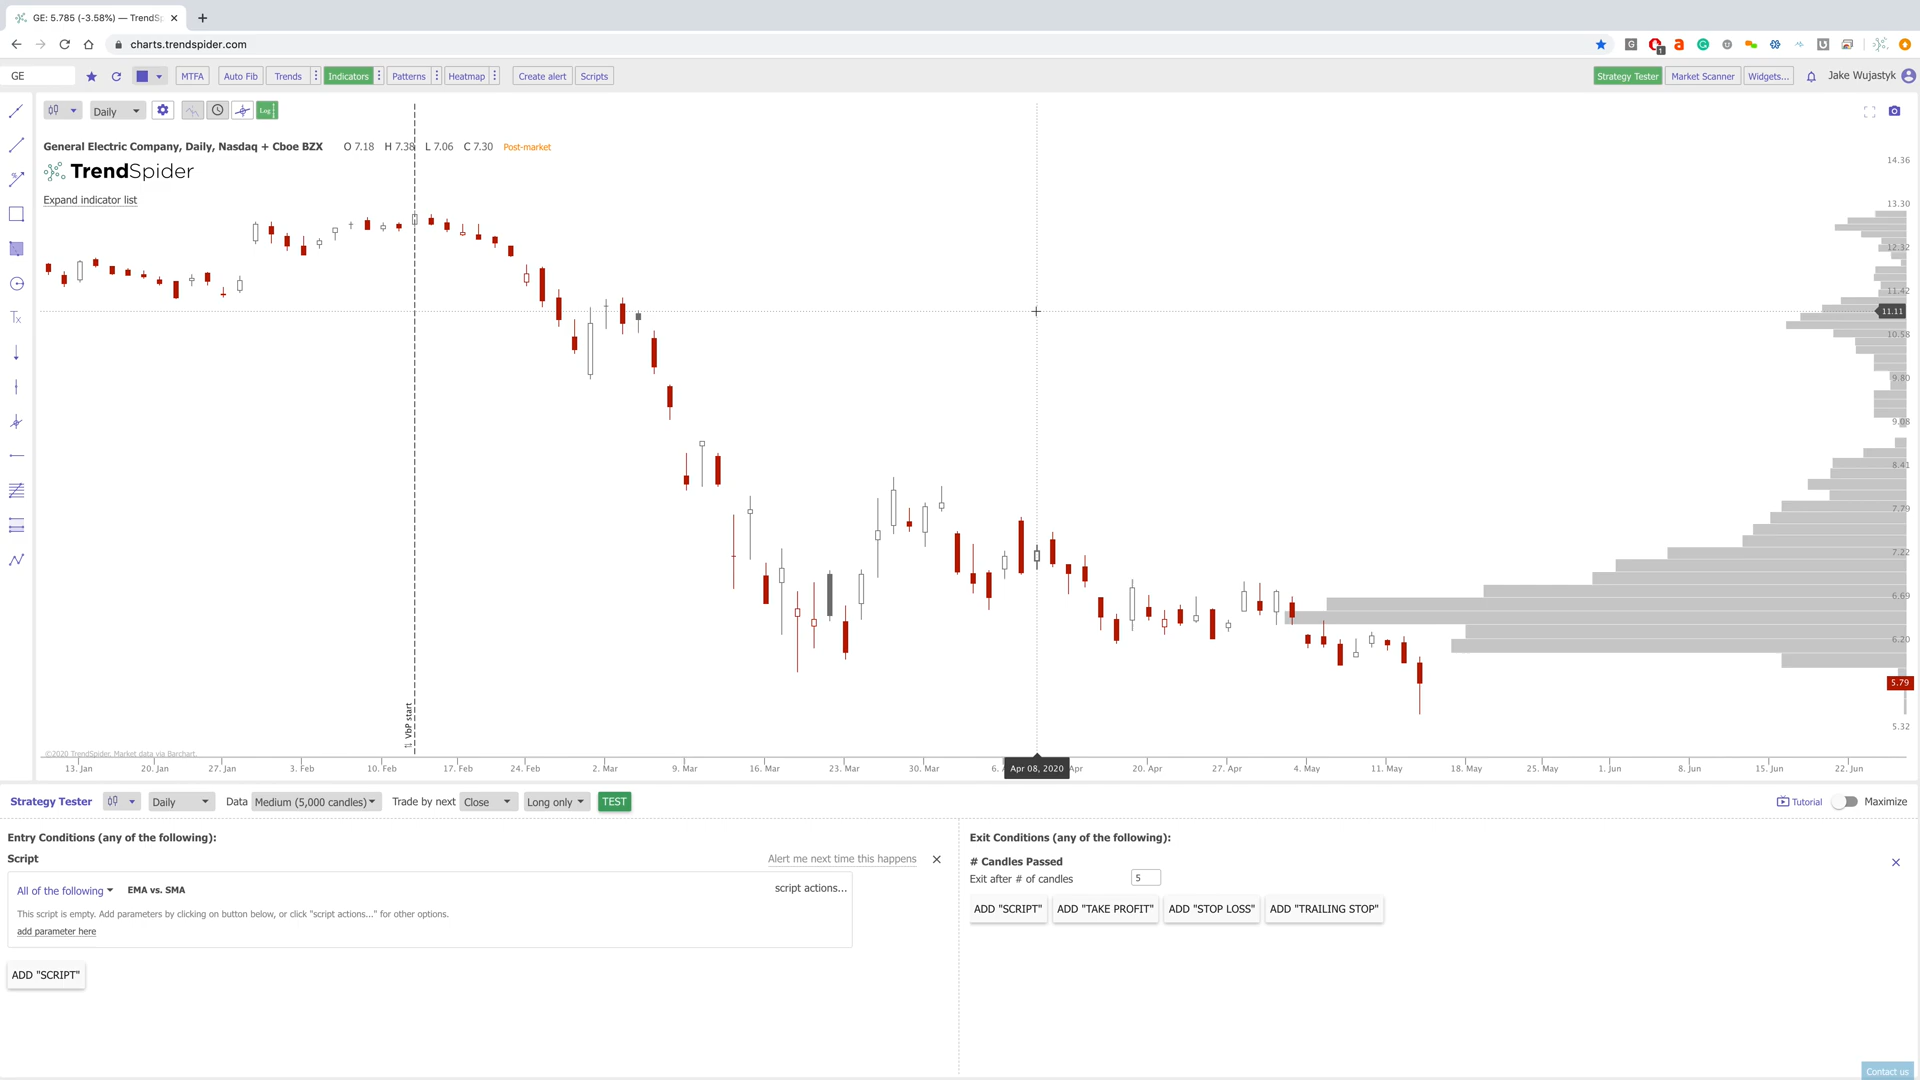 GE: 5.785 (-3.58%) — TrendSp
charts.trendspider.com
GE
MTFA
Auto Fib
Trends
Indicators
Patterns
Heatmap
Create alert
Scripts
Strategy Tester
Market Scanner
Widgets...
Jake Wujastyk
Daily
Log
General Electric Company, Daily, Nasdaq + Cboe BZX O 7.18 H 7.38 L 7.06 C 7.30 Post-market
TrendSpider
Expand indicator list
14.36
13.30
12.32
11.42
11.11
10.58
9.80
9.08
8.41
7.79
7.22
6.69
6.20
5.79
5.32
VbP start
©2020 TrendSpider. Market data via Barchart.
13. Jan 20. Jan 27. Jan 3. Feb 10. Feb 17. Feb 24. Feb 2. Mar 9. Mar 16. Mar 23. Mar 30. Mar 6. Apr 08, 2020 Apr 20. Apr 27. Apr 4. May 11. May 18. May 25. May 1. Jun 8. Jun 15. Jun 22. Jun
Strategy Tester Daily Data Medium (5,000 candles) Trade by next Close Long only TEST Tutorial Maximize
Entry Conditions (any of the following):
Script Alert me next time this happens
All of the following EMA vs. SMA script actions...
This script is empty. Add parameters by clicking on button below, or click "script actions..." for other options.
add parameter here
ADD "SCRIPT"
Exit Conditions (any of the following):
# Candles Passed
Exit after # of candles 5
ADD "SCRIPT" ADD "TAKE PROFIT" ADD "STOP LOSS" ADD "TRAILING STOP"
Contact us